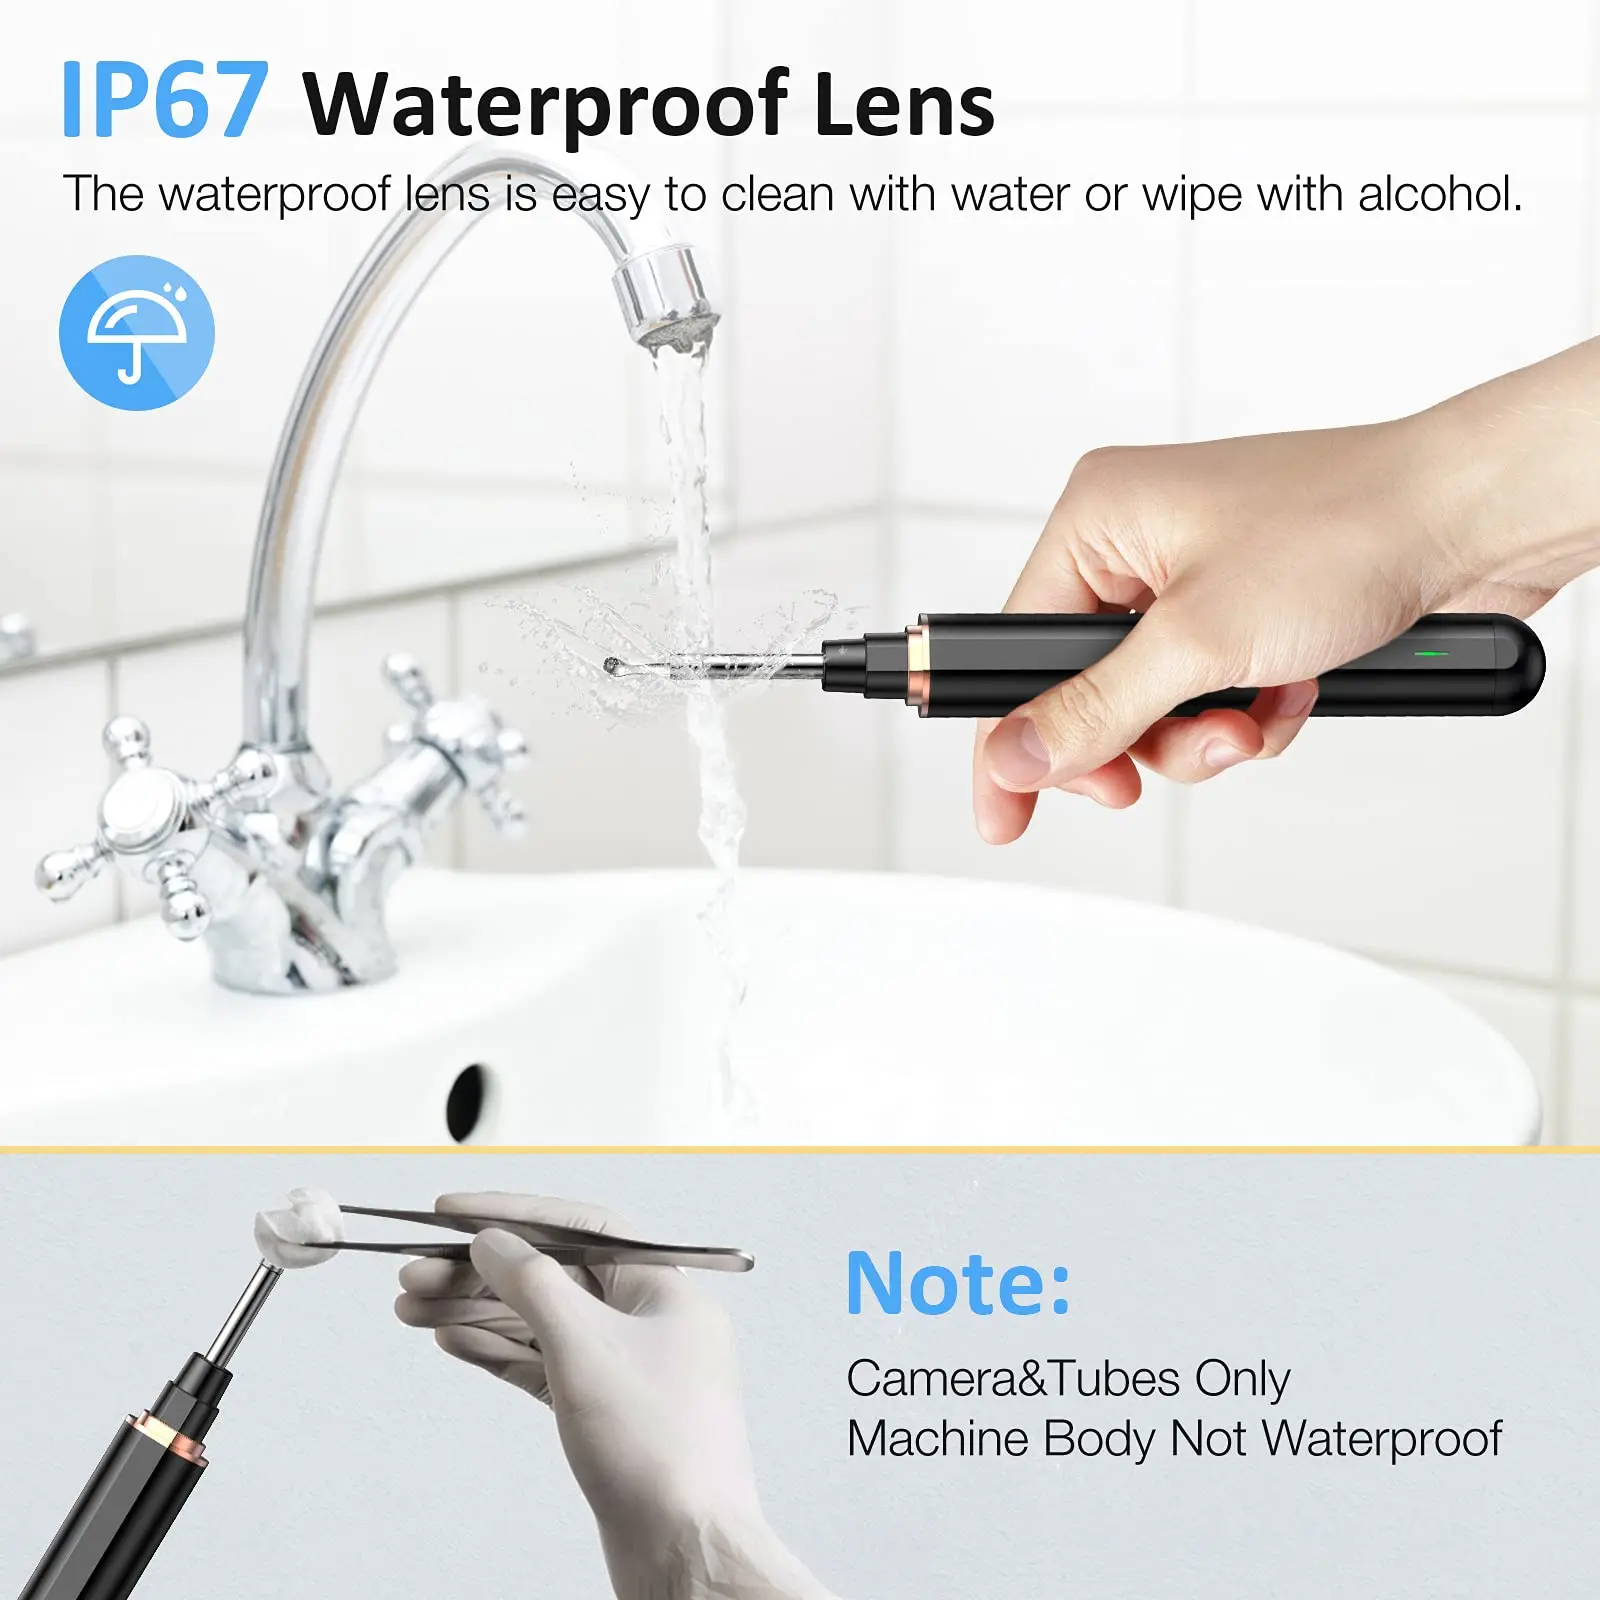 IP67 Waterproof Lens
The waterproof lens is easy to clean with water or wipe with alcohol.
Note:
Camera&Tubes Only
Machine Body Not Waterproof